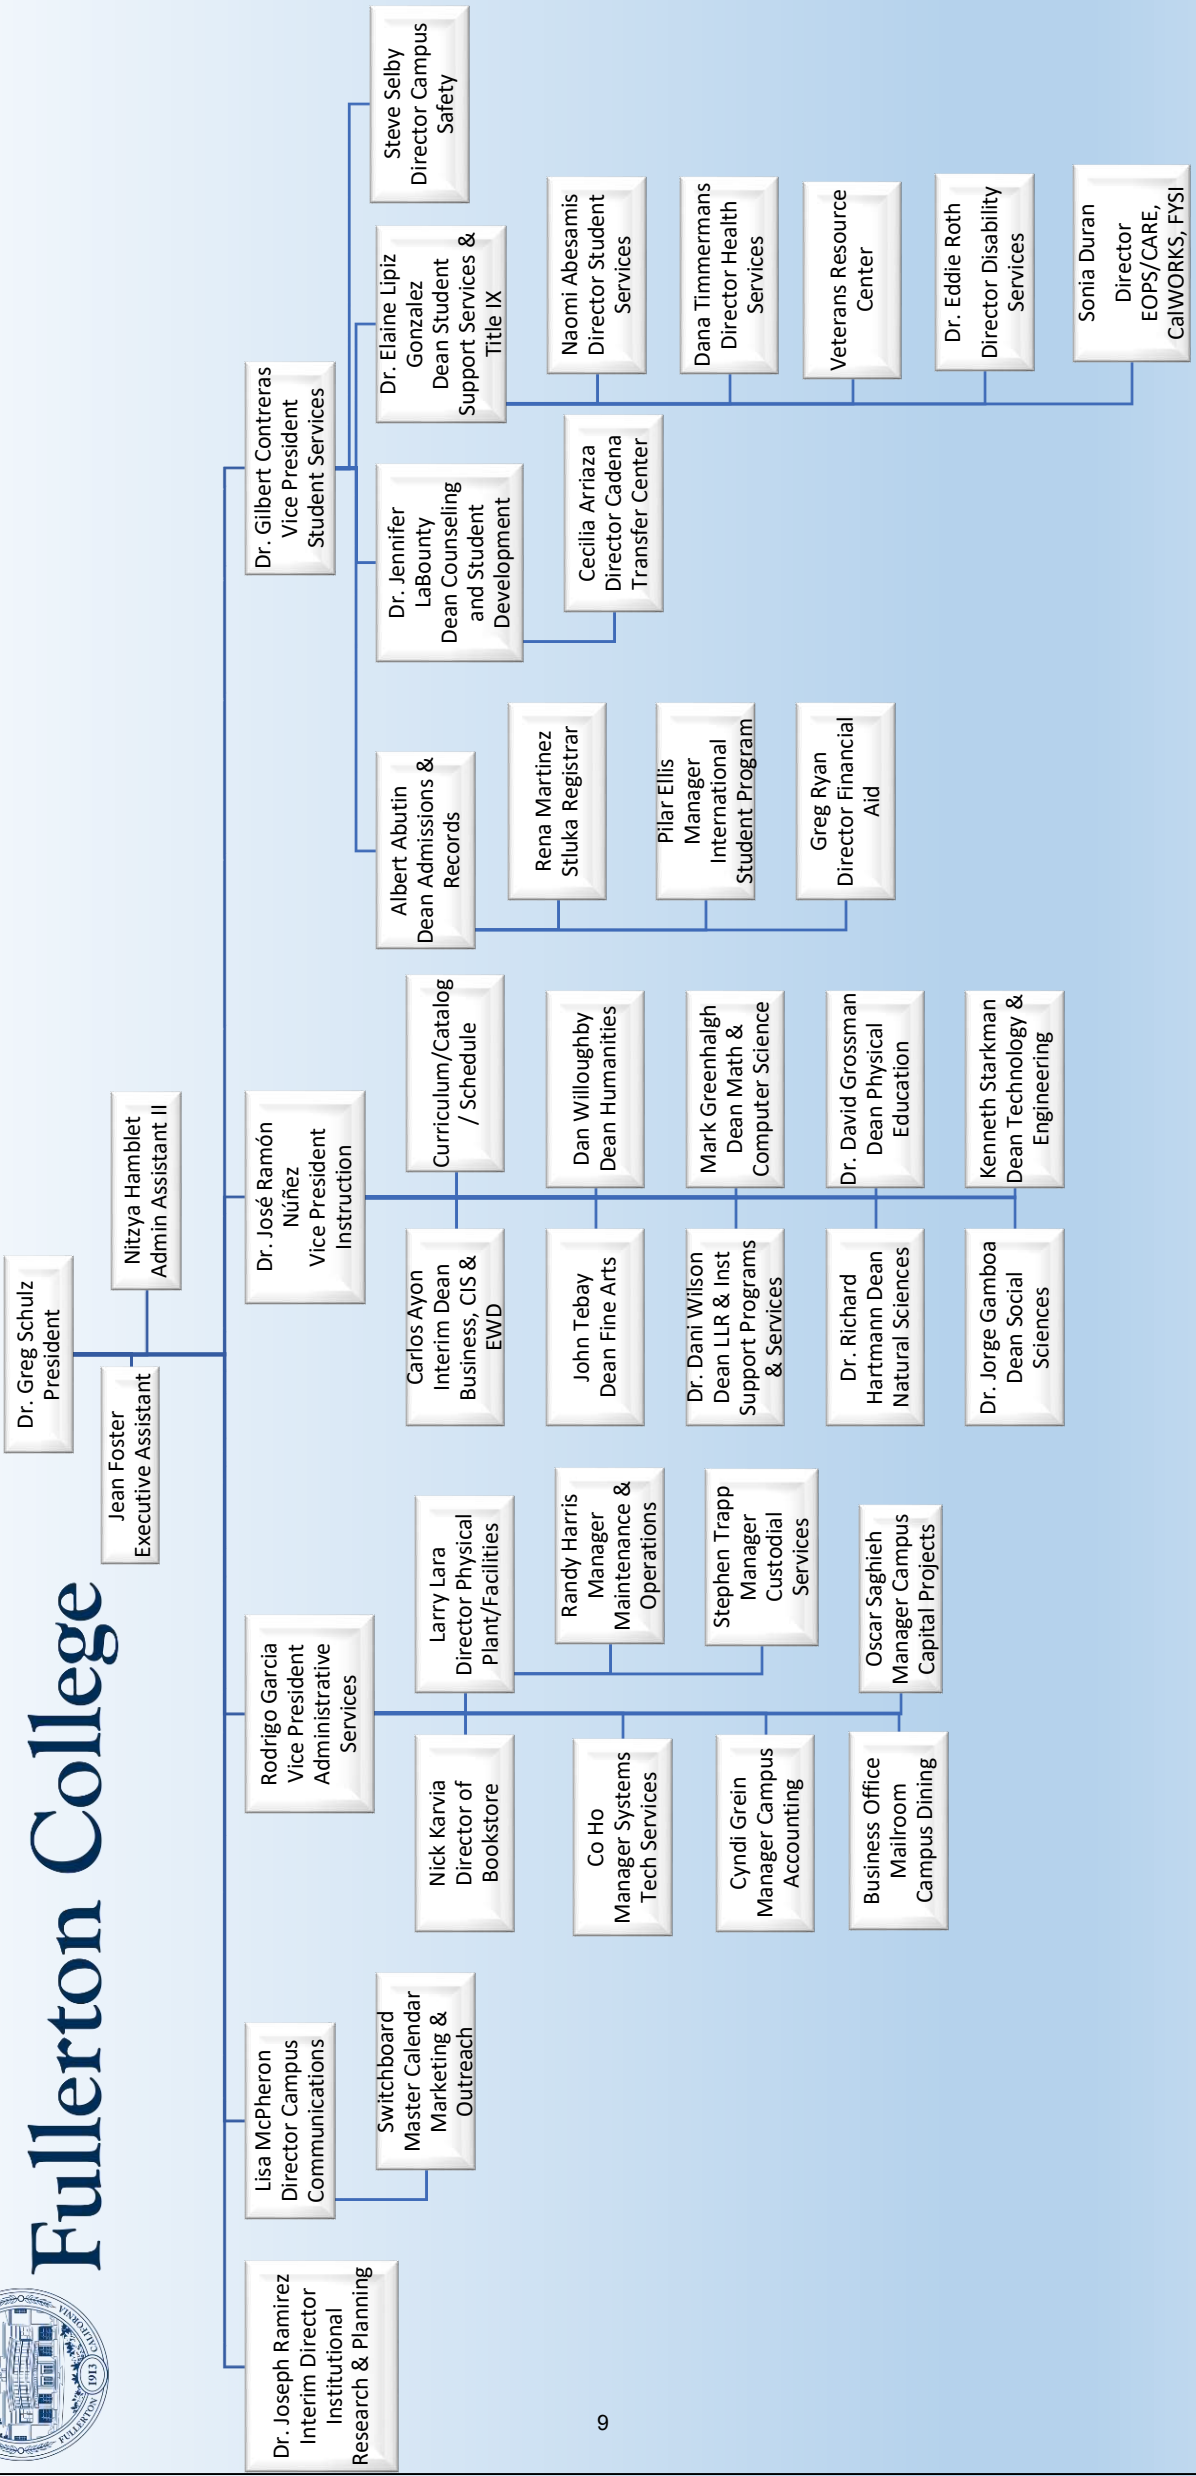 FULLERTON
1913
CALIFORNIA
Fullerton College
Dr. Greg Schulz
President
Jean Foster
Executive Assistant
Nitzya Hamblet
Admin Assistant II
Dr. Joseph Ramirez
Interim Director
Institutional
Research & Planning
Lisa McPheron
Director Campus
Communications
Switchboard
Master Calendar
Marketing &
Outreach
Rodrigo Garcia
Vice President
Administrative
Services
Nick Karvia
Director of
Bookstore
Larry Lara
Director Physical
Plant/Facilities
Randy Harris
Manager
Maintenance &
Operations
Stephen Trapp
Manager
Custodial
Services
Co Ho
Manager Systems
Tech Services
Cyndi Grein
Manager Campus
Accounting
Business Office
Mailroom
Campus Dining
Oscar Saghieh
Manager Campus
Capital Projects
Dr. José Ramón
Núñez
Vice President
Instruction
Carlos Ayon
Interim Dean
Business, CIS &
EWD
Curriculum/Catalog
/ Schedule
John Tebay
Dean Fine Arts
Dan Willoughby
Dean Humanities
Dr. Dani Wilson
Dean LLR & Inst
Support Programs
& Services
Mark Greenhalgh
Dean Math &
Computer Science
Dr. Richard
Hartmann Dean
Natural Sciences
Dr. David Grossman
Dean Physical
Education
Dr. Jorge Gamboa
Dean Social
Sciences
Kenneth Starkman
Dean Technology &
Engineering
Dr. Gilbert Contreras
Vice President
Student Services
Albert Abutin
Dean Admissions &
Records
Rena Martinez
Stluka Registrar
Pilar Ellis
Manager
International
Student Program
Greg Ryan
Director Financial
Aid
Dr. Jennifer
LaBounty
Dean Counseling
and Student
Development
Cecilia Arriaza
Director Cadena
Transfer Center
Dr. Elaine Lipiz
Gonzalez
Dean Student
Support Services &
Title IX
Naomi Abesamis
Director Student
Services
Dana Timmermans
Director Health
Services
Veterans Resource
Center
Dr. Eddie Roth
Director Disability
Services
Sonia Duran
Director
EOPS/CARE,
CalWORKS, FYSI
Steve Selby
Director Campus
Safety
9